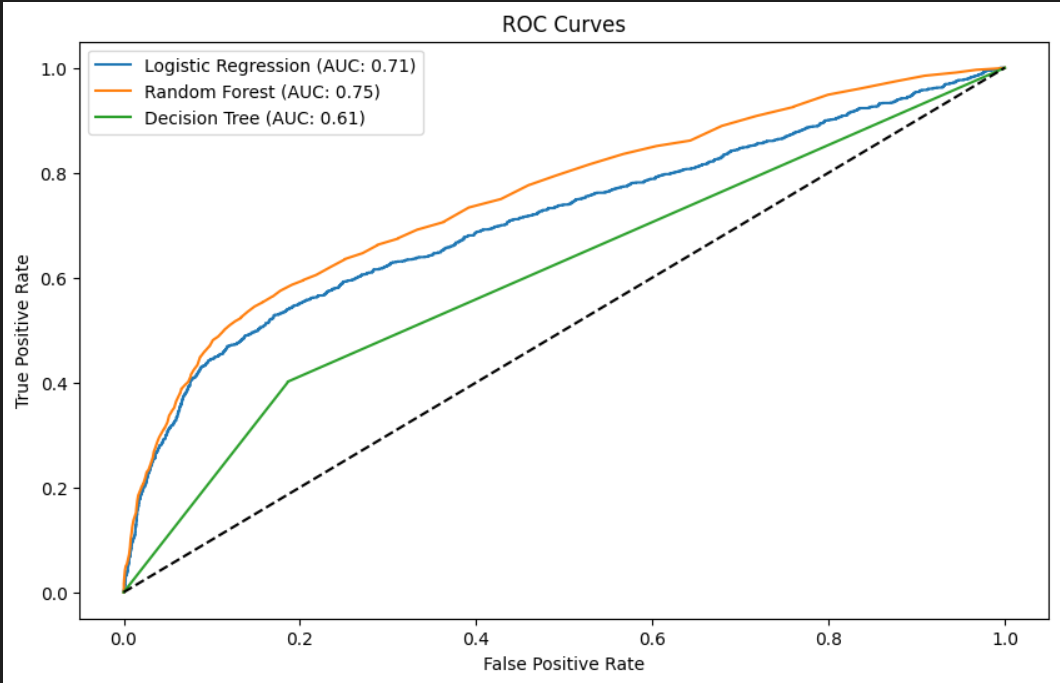 ROC Curves
Logistic Regression (AUC: 0.71)
Random Forest (AUC: 0.75)
Decision Tree (AUC: 0.61)
True Positive Rate
1.0
0.8
0.6
0.4
0.2
0.0
0.0 0.2 0.4 0.6 0.8 1.0
False Positive Rate